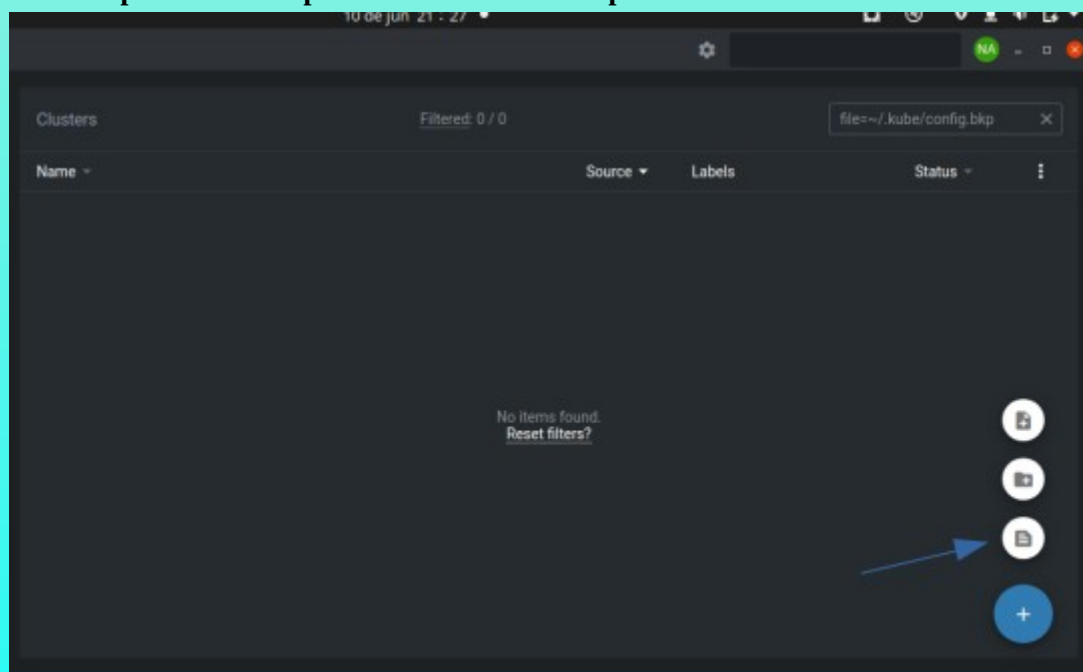 10 de jun 21 : 27
NA
Clusters
Filtered: 0 / 0
file=~/.kube/config.bkp
Name
Source
Labels
Status
No items found.
Reset filters?